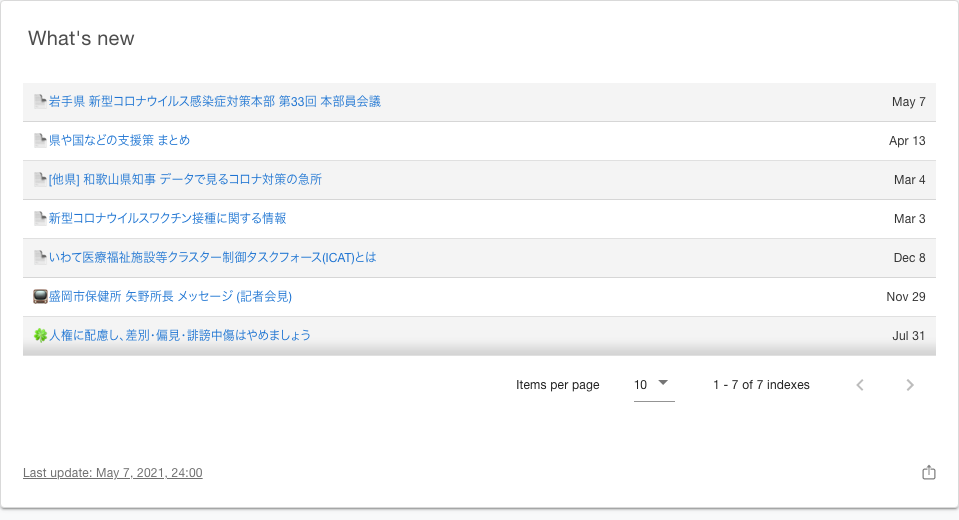 What's new
岩手県 新型コロナウイルス感染症対策本部 第33回 本部員会議 May 7
県や国などの支援策 まとめ Apr 13
[他県] 和歌山県知事 データで見るコロナ対策の急所 Mar 4
新型コロナウイルスワクチン接種に関する情報 Mar 3
いわて医療福祉施設等クラスター制御タスクフォース(ICAT)とは Dec 8
盛岡市保健所 矢野所長 メッセージ (記者会見) Nov 29
人権に配慮し、差別・偏見・誹謗中傷はやめましょう Jul 31
Items per page 10 1 - 7 of 7 indexes
Last update: May 7, 2021, 24:00